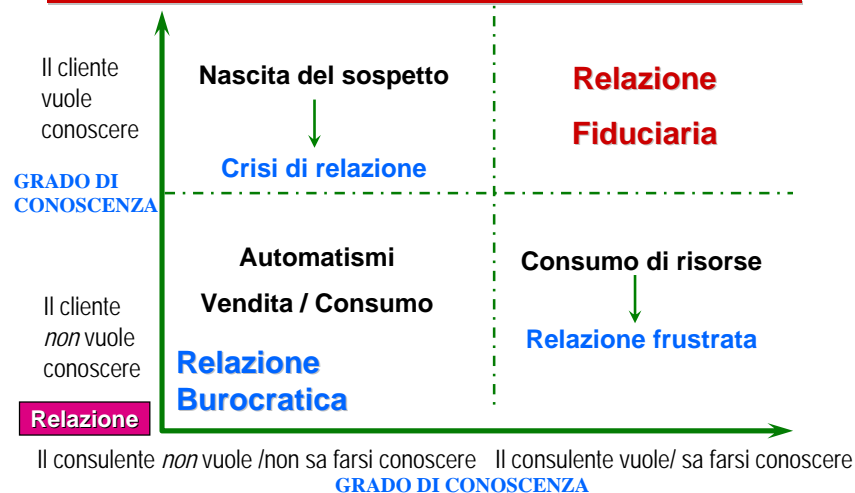 Il cliente
vuole
conoscere
Nascita del sospetto
Crisi di relazione
Relazione
Fiduciaria
GRADO DI
CONOSCENZA
Il cliente
non vuole
conoscere
Automatismi
Vendita / Consumo
Relazione
Burocratica
Consumo di risorse
Relazione frustrata
Relazione
Il consulente non vuole /non sa farsi conoscere
Il consulente vuole/ sa farsi conoscere
GRADO DI CONOSCENZA